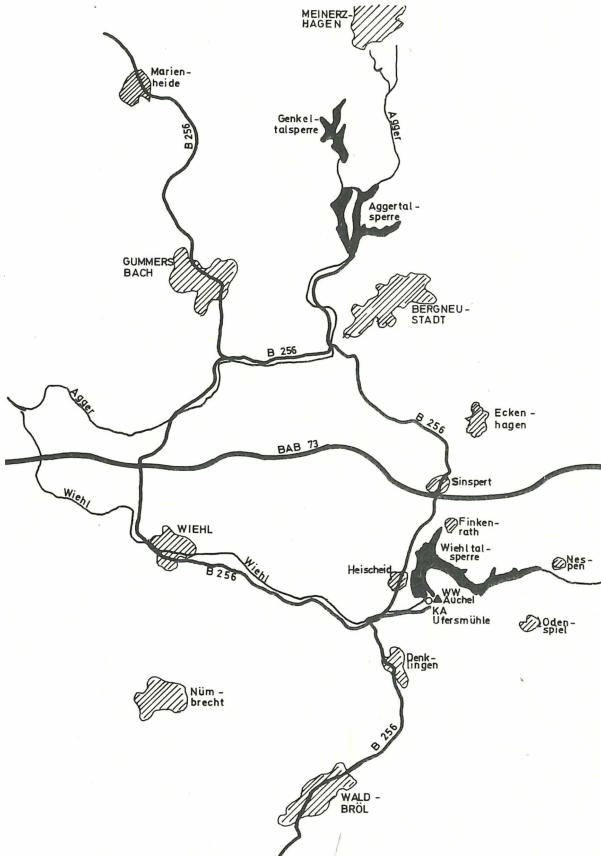 MEINERZ-
HAGEN
Marien-
heide
Genkel-
talsperre
Agger
B 256
Aggertal-
sperre
GUMMERS
BACH
BERGNEU-
STADT
B 256
Agger
B 256
Ecken-
hagen
BAB 73
Sinspert
Wiehl
Finken-
rath
WIEHL
Wiehltal-
sperre
Wiehl
Heischeid
Nes-
pen
B 256
WW
Auchel
KA
Ufersmühle
Oden-
spiel
Denk-
lingen
Nüm-
brecht
B 256
WALD-
BRÖL